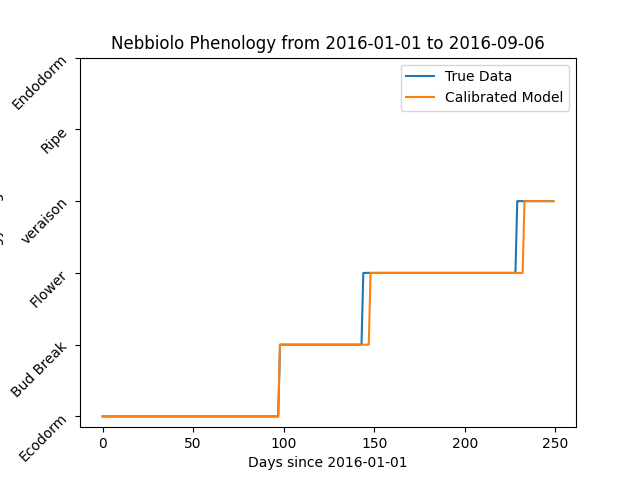 Nebbiolo Phenology from 2016-01-01 to 2016-09-06
True Data
Calibrated Model
Endodorm
Ripe
veraison
Flower
Bud Break
Ecodorm
0 50 100 150 200 250
Days since 2016-01-01